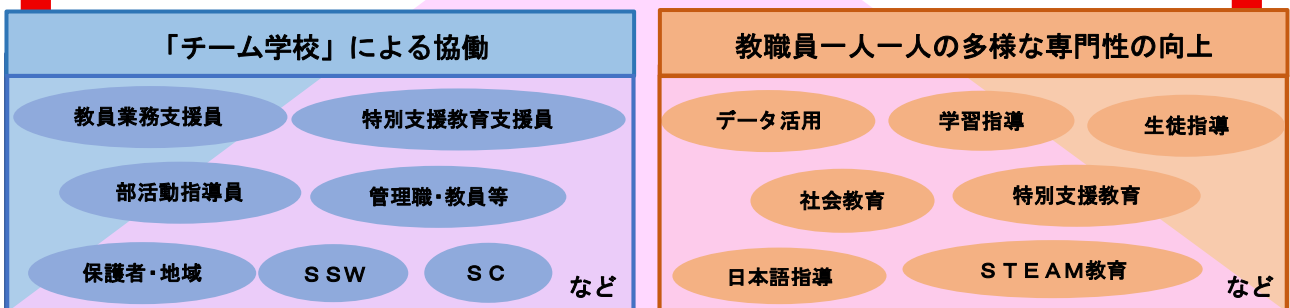 「チーム学校」による協働
教員業務支援員
特別支援教育支援員
部活動指導員
管理職・教員等
保護者・地域
ＳＳＷ
ＳＣ
など
教職員一人一人の多様な専門性の向上
データ活用
学習指導
生徒指導
社会教育
特別支援教育
日本語指導
ＳＴＥＡＭ教育
など